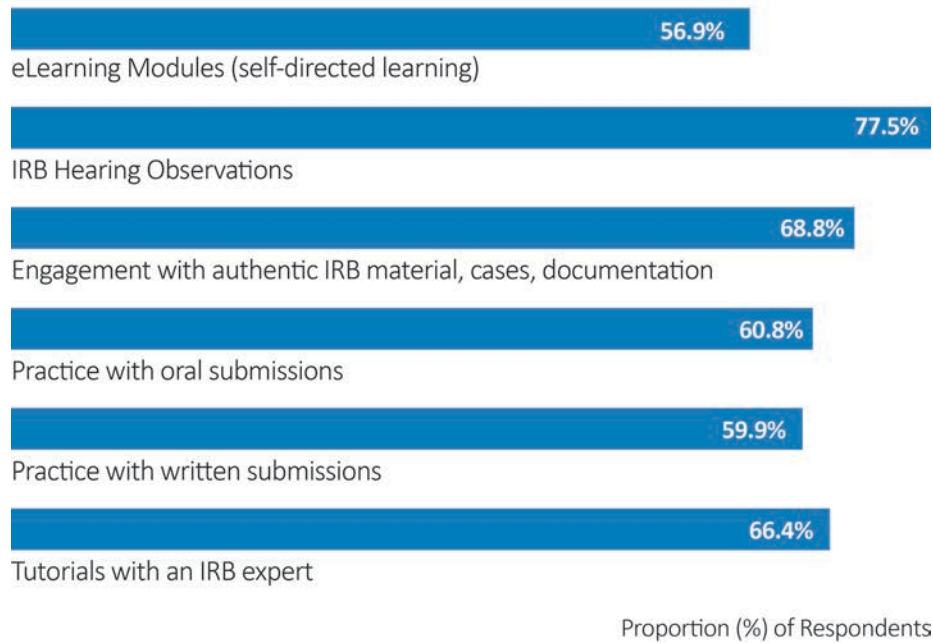 56.9%
eLearning Modules (self-directed learning)
77.5%
IRB Hearing Observations
68.8%
Engagement with authentic IRB material, cases, documentation
60.8%
Practice with oral submissions
59.9%
Practice with written submissions
66.4%
Tutorials with an IRB expert
Proportion (%) of Respondents